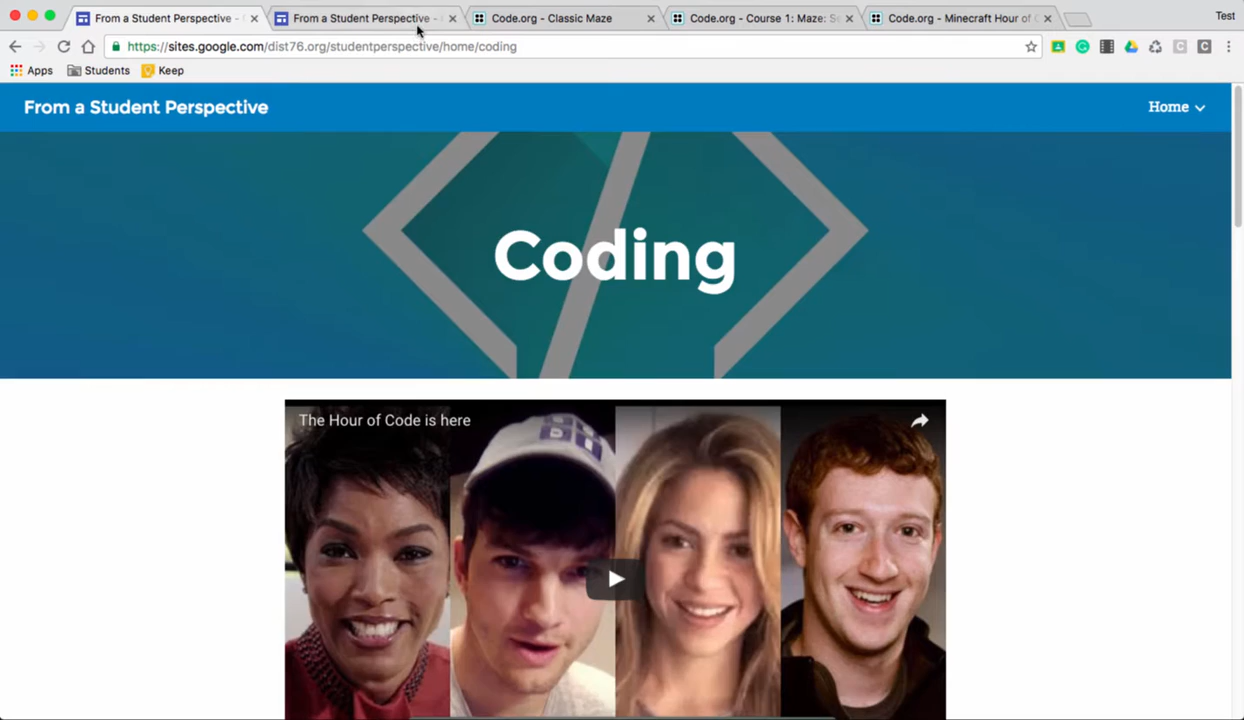 From a Student Perspective -
From a Student Perspective -
Code.org - Classic Maze
Code.org - Course 1: Maze: Se
Code.org - Minecraft Hour of C
Test
https://sites.google.com/dist76.org/studentperspective/home/coding
Apps
Students
Keep
From a Student Perspective
Home
Coding
The Hour of Code is here